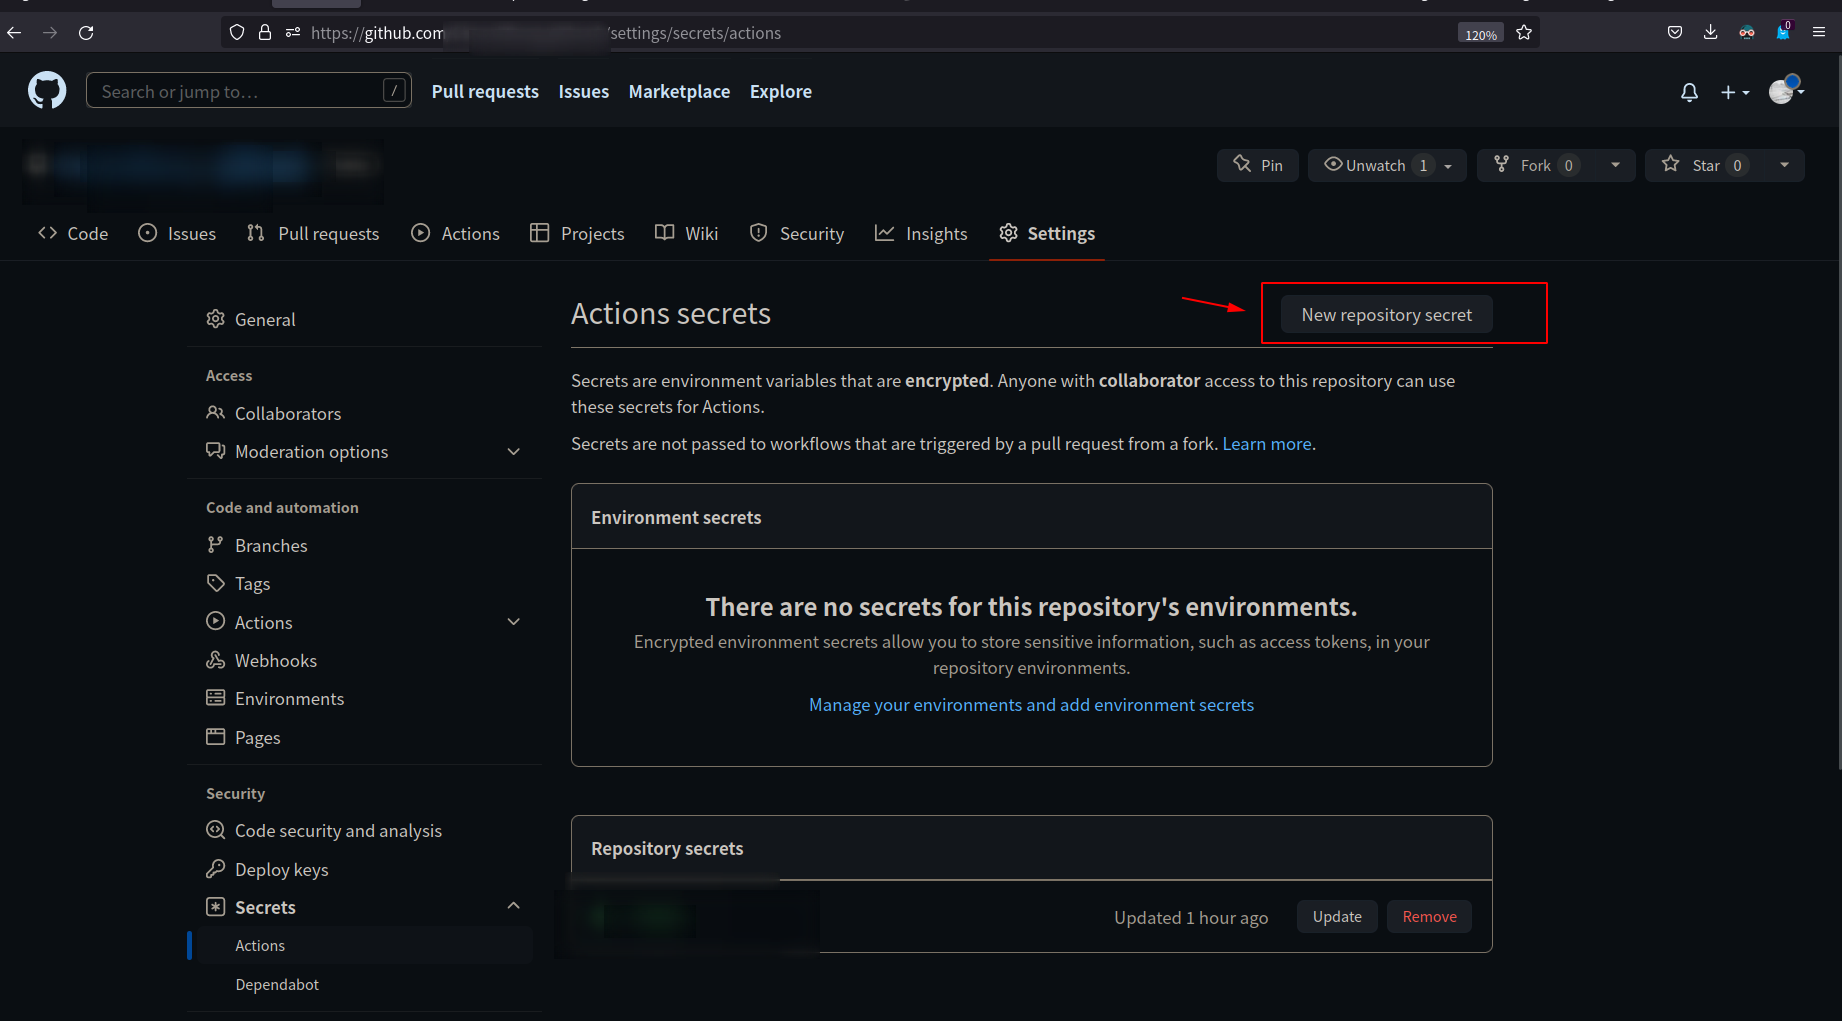 https://github.com
/settings/secrets/actions
120%
0
Search or jump to…
/
Pull requests
Issues
Marketplace
Explore
Pin
Unwatch 1
Fork 0
Star 0
Code
Issues
Pull requests
Actions
Projects
Wiki
Security
Insights
Settings
General
Access
Collaborators
Moderation options
Code and automation
Branches
Tags
Actions
Webhooks
Environments
Pages
Security
Code security and analysis
Deploy keys
Secrets
Actions
Dependabot
Actions secrets
New repository secret
Secrets are environment variables that are encrypted. Anyone with collaborator access to this repository can use
these secrets for Actions.
Secrets are not passed to workflows that are triggered by a pull request from a fork. Learn more.
Environment secrets
There are no secrets for this repository's environments.
Encrypted environment secrets allow you to store sensitive information, such as access tokens, in your
repository environments.
Manage your environments and add environment secrets
Repository secrets
Updated 1 hour ago
Update
Remove